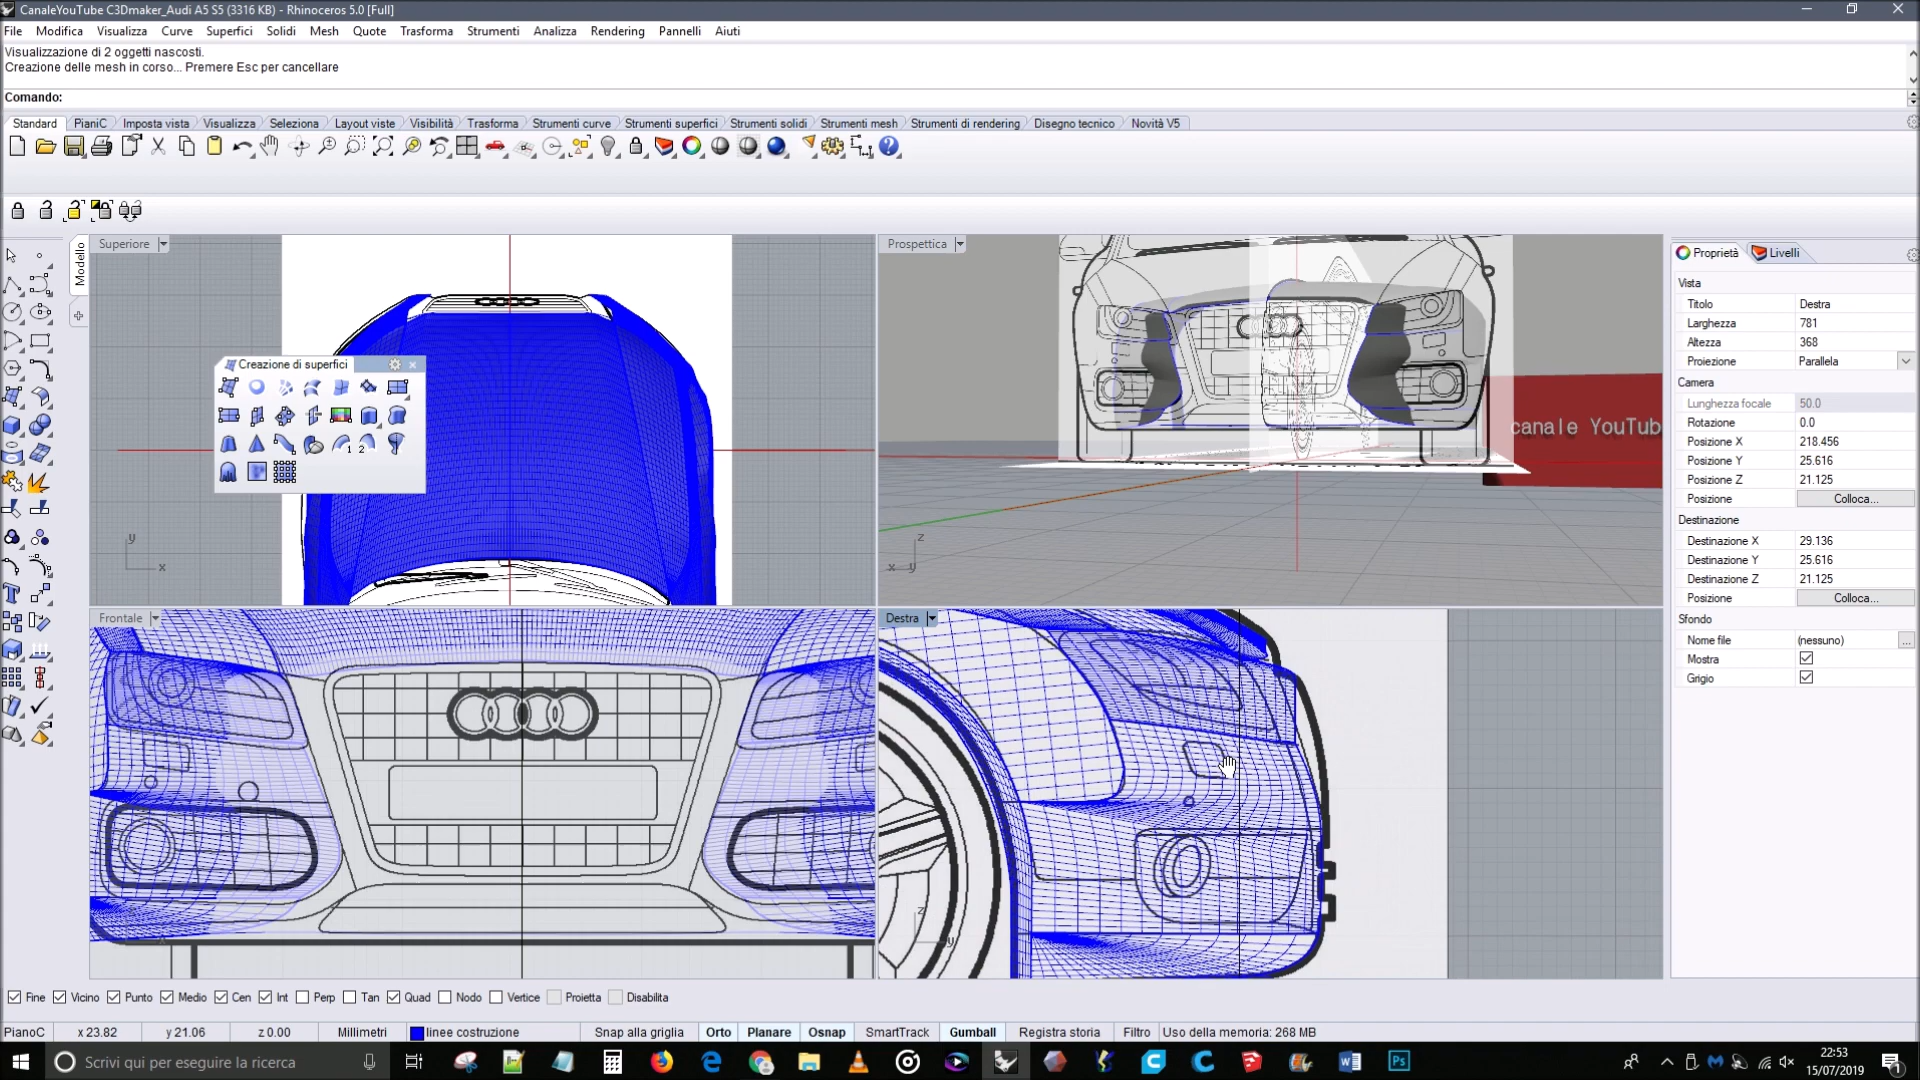 CanaleYouTube C3Dmaker_Audi A5 S5 (3316 KB) - Rhinoceros 5.0 [Full]
File Modifica Visualizza Curve Superfici Solidi Mesh Quote Trasforma Strumenti Analizza Rendering Pannelli Aiuti
Visualizzazione di 2 oggetti nascosti.
Creazione delle mesh in corso... Premere Esc per cancellare
Comando:
Standard PianiC Imposta vista Visualizza Seleziona Layout viste Visibilità Trasforma Strumenti curve Strumenti superfici Strumenti solidi Strumenti mesh Strumenti di rendering Disegno tecnico Novità V5
Modello
Superiore
Creazione di superfici
1 2
y
x
Prospettica
canale YouTub
z
x y
Frontale
Destra
z
y
Proprietà Livelli
Vista
Titolo Destra
Larghezza 781
Altezza 368
Proiezione Parallela
Camera
Lunghezza focale 50.0
Rotazione 0.0
Posizione X 218.456
Posizione Y 25.616
Posizione Z 21.125
Posizione Colloca...
Destinazione
Destinazione X 29.136
Destinazione Y 25.616
Destinazione Z 21.125
Posizione Colloca...
Sfondo
Nome file (nessuno) ...
Mostra
Grigio
Fine Vicino Punto Medio Cen Int Perp Tan Quad Nodo Vertice Proietta Disabilita
PianoC x 23.82 y 21.06 z 0.00 Millimetri linee costruzione Snap alla griglia Orto Planare Osnap SmartTrack Gumball Registra storia Filtro Uso della memoria: 268 MB
Scrivi qui per eseguire la ricerca
22:53
15/07/2019
1